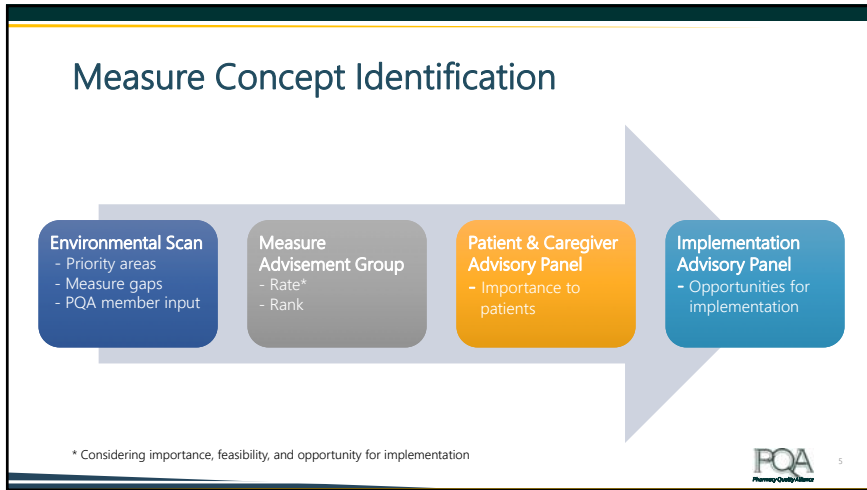 Measure Concept Identification
Environmental Scan
- Priority areas
- Measure gaps
- PQA member input
Measure
Advisement Group
- Rate*
- Rank
Patient & Caregiver
Advisory Panel
- Importance to
patients
Implementation
Advisory Panel
- Opportunities for
implementation
* Considering importance, feasibility, and opportunity for implementation
PQA
Pharmacy Quality Alliance
5